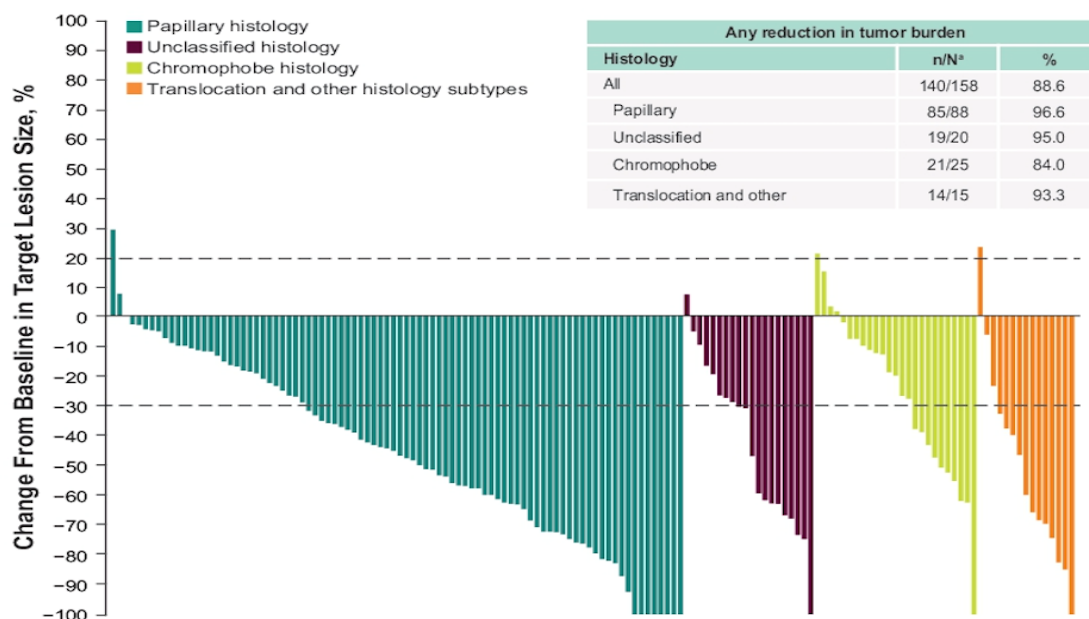 Change From Baseline in Target Lesion Size, %
100
90
80
70
60
50
40
30
20
10
0
−10
−20
−30
−40
−50
−60
−70
−80
−90
−100
Papillary histology
Unclassified histology
Chromophobe histology
Translocation and other histology subtypes
Any reduction in tumor burden
Histology n/Nᵃ %
All 140/158 88.6
Papillary 85/88 96.6
Unclassified 19/20 95.0
Chromophobe 21/25 84.0
Translocation and other 14/15 93.3